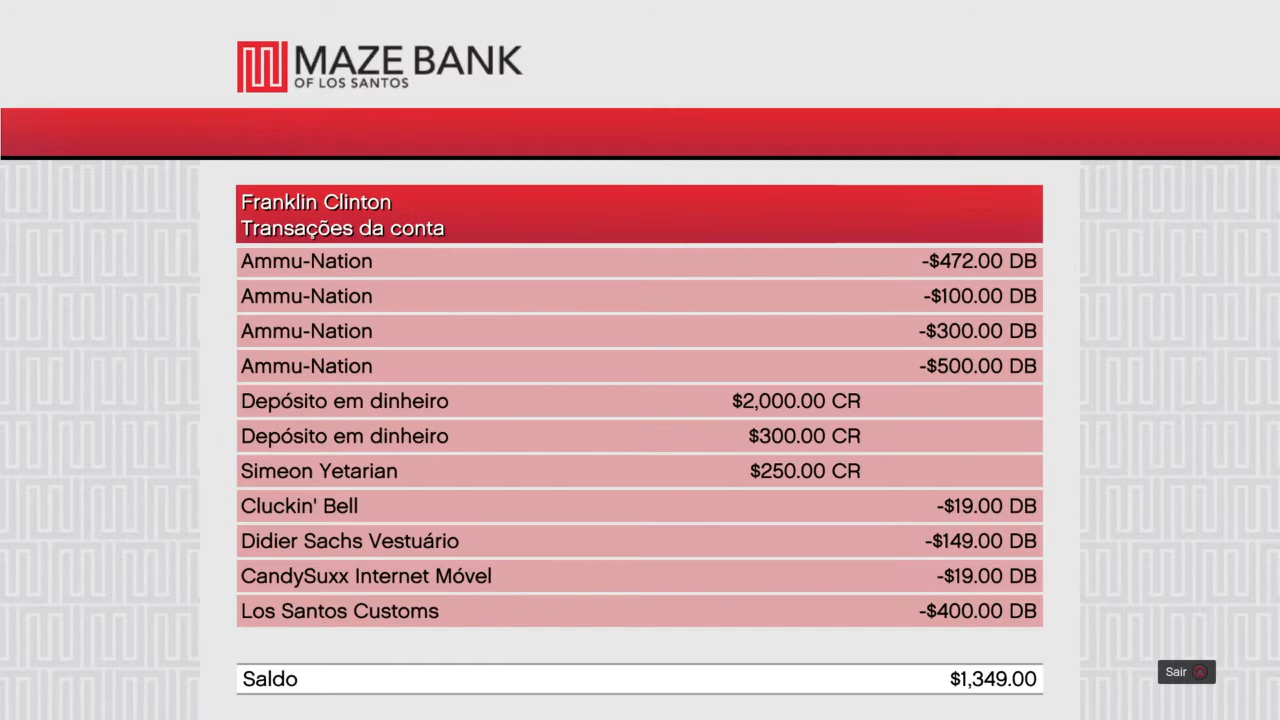 MAZE BANK
OF LOS SANTOS
Franklin Clinton
Transações da conta
Ammu-Nation -$472.00 DB
Ammu-Nation -$100.00 DB
Ammu-Nation -$300.00 DB
Ammu-Nation -$500.00 DB
Depósito em dinheiro $2,000.00 CR
Depósito em dinheiro $300.00 CR
Simeon Yetarian $250.00 CR
Cluckin' Bell -$19.00 DB
Didier Sachs Vestuário -$149.00 DB
CandySuxx Internet Móvel -$19.00 DB
Los Santos Customs -$400.00 DB
Saldo $1,349.00
Sair